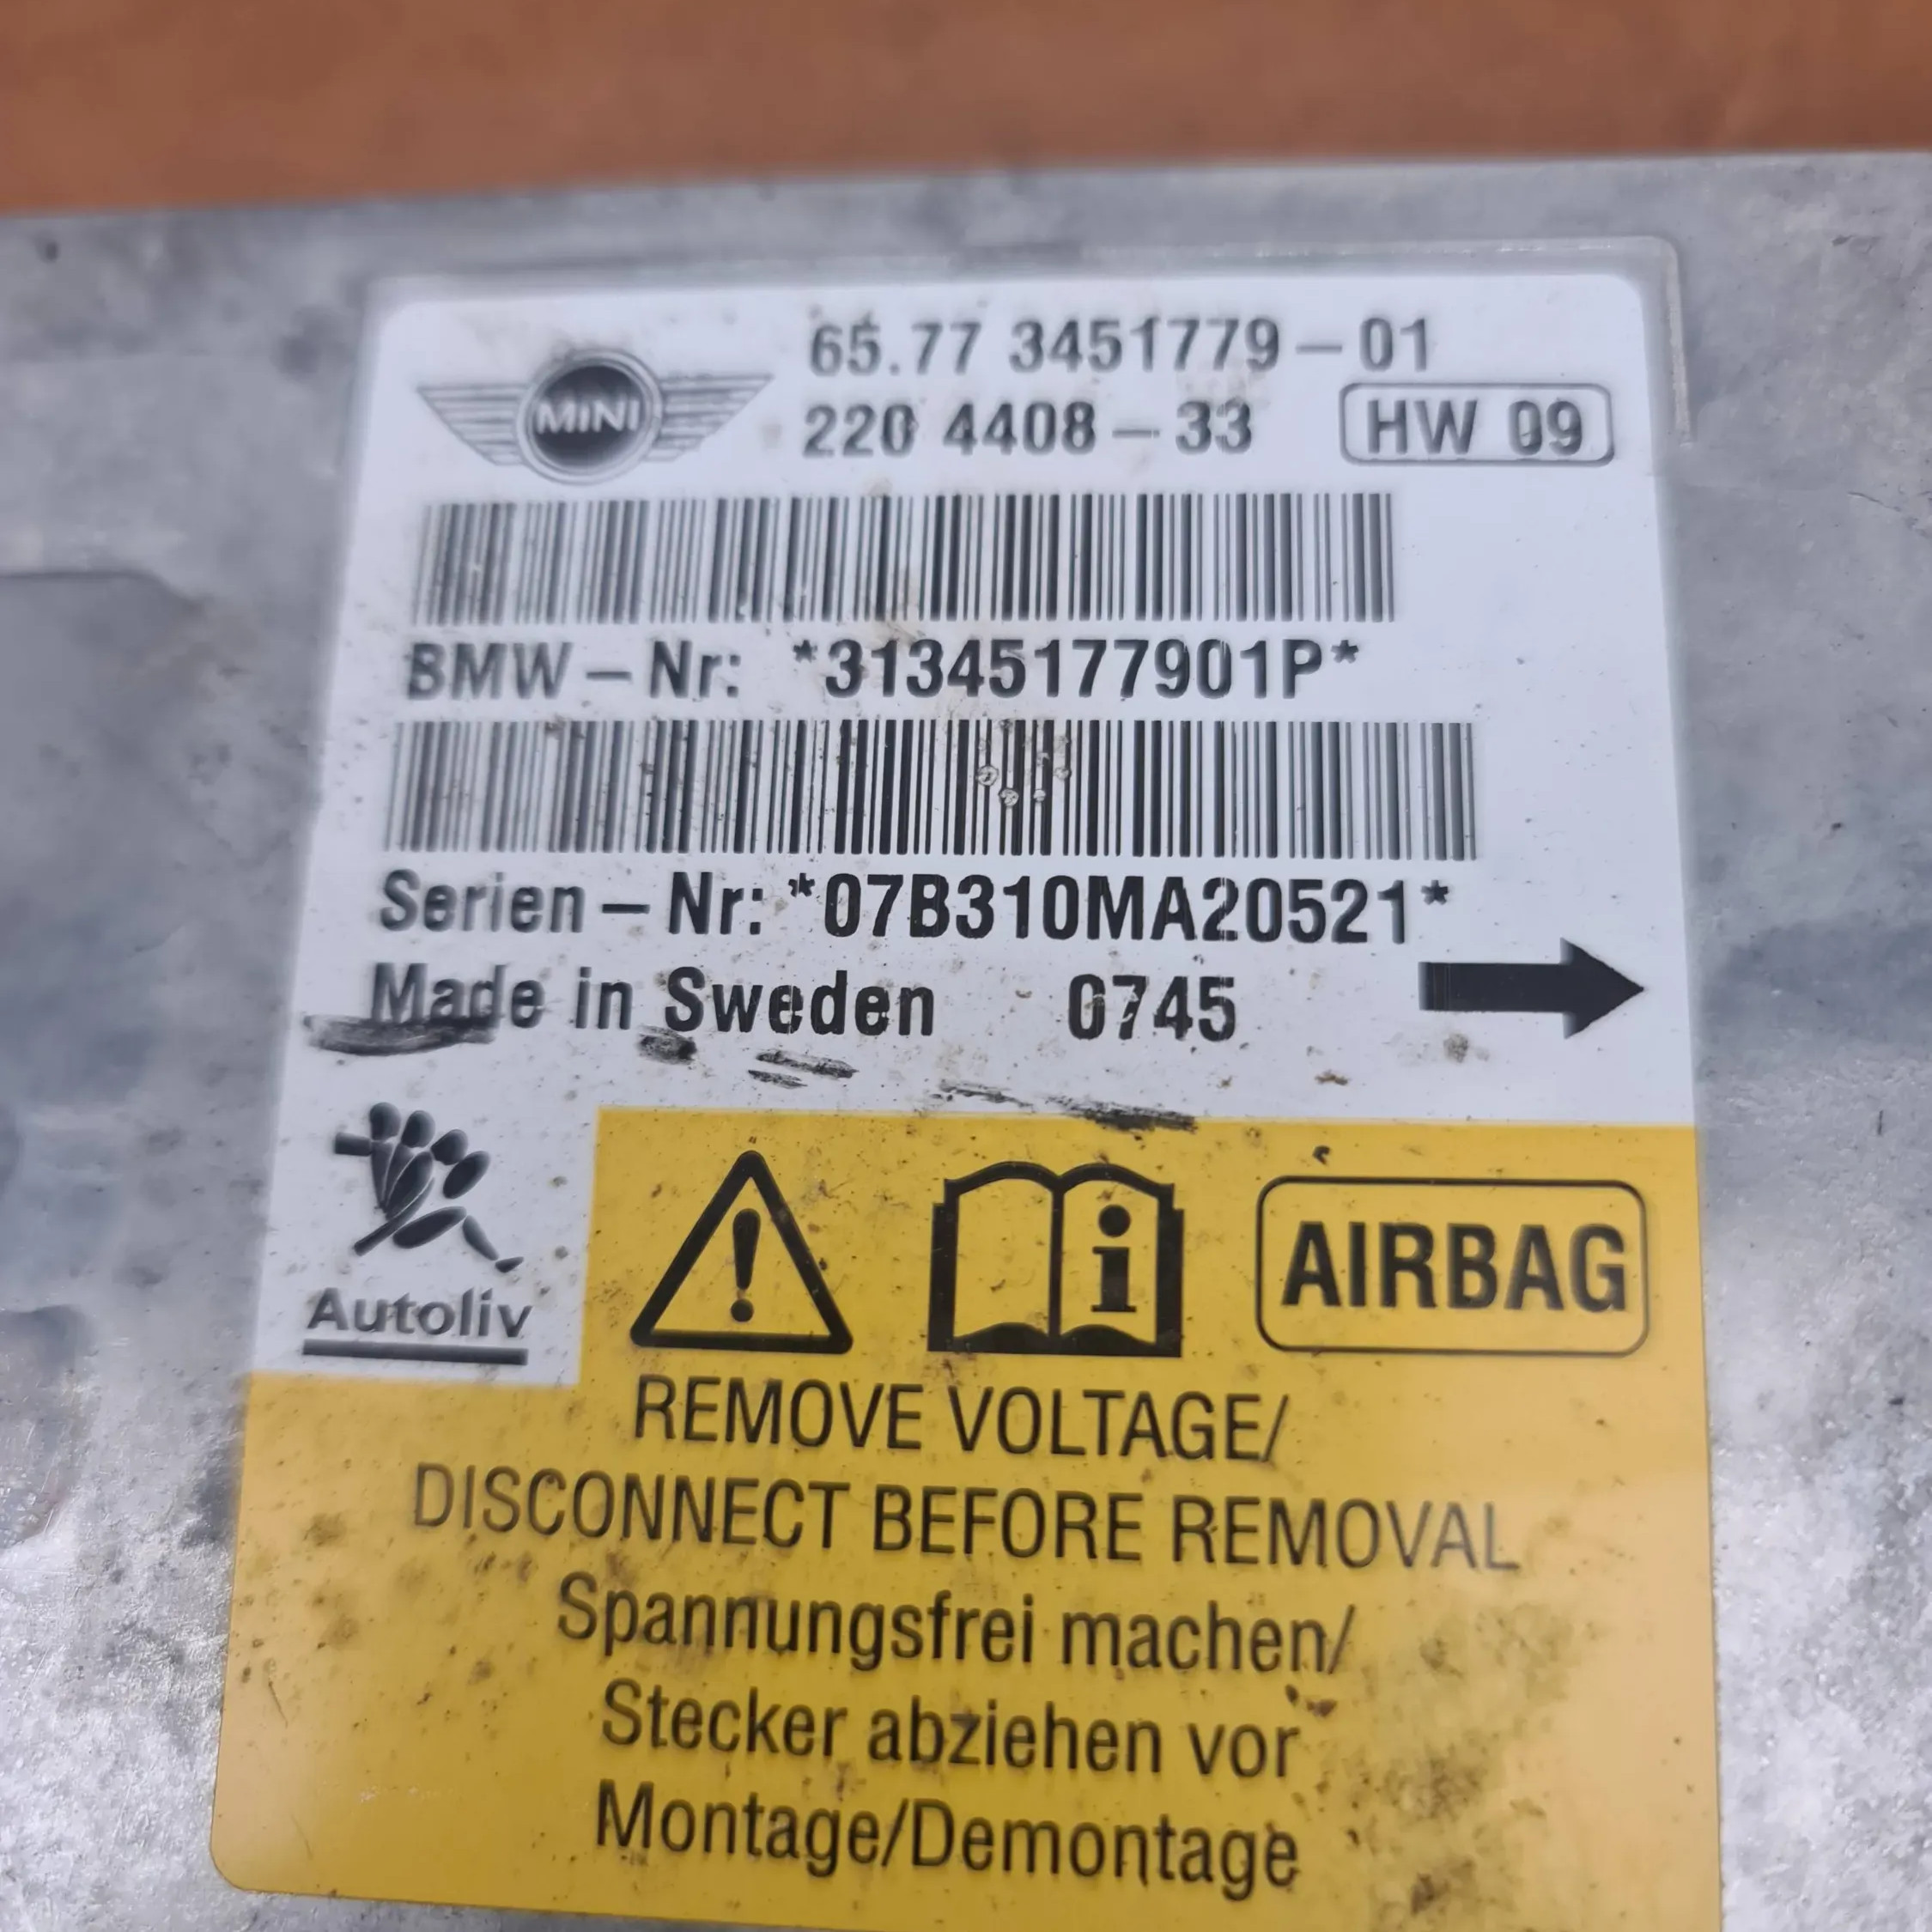 65.77 3451779-01
MINI
220 4408-33 HW 09
BMW-Nr: *31345177901P*
Serien-Nr: *07B310MA20521*
Made in Sweden 0745
AIRBAG
Autoliv
REMOVE VOLTAGE/
DISCONNECT BEFORE REMOVAL
Spannungsfrei machen/
Stecker abziehen vor
Montage/Demontage